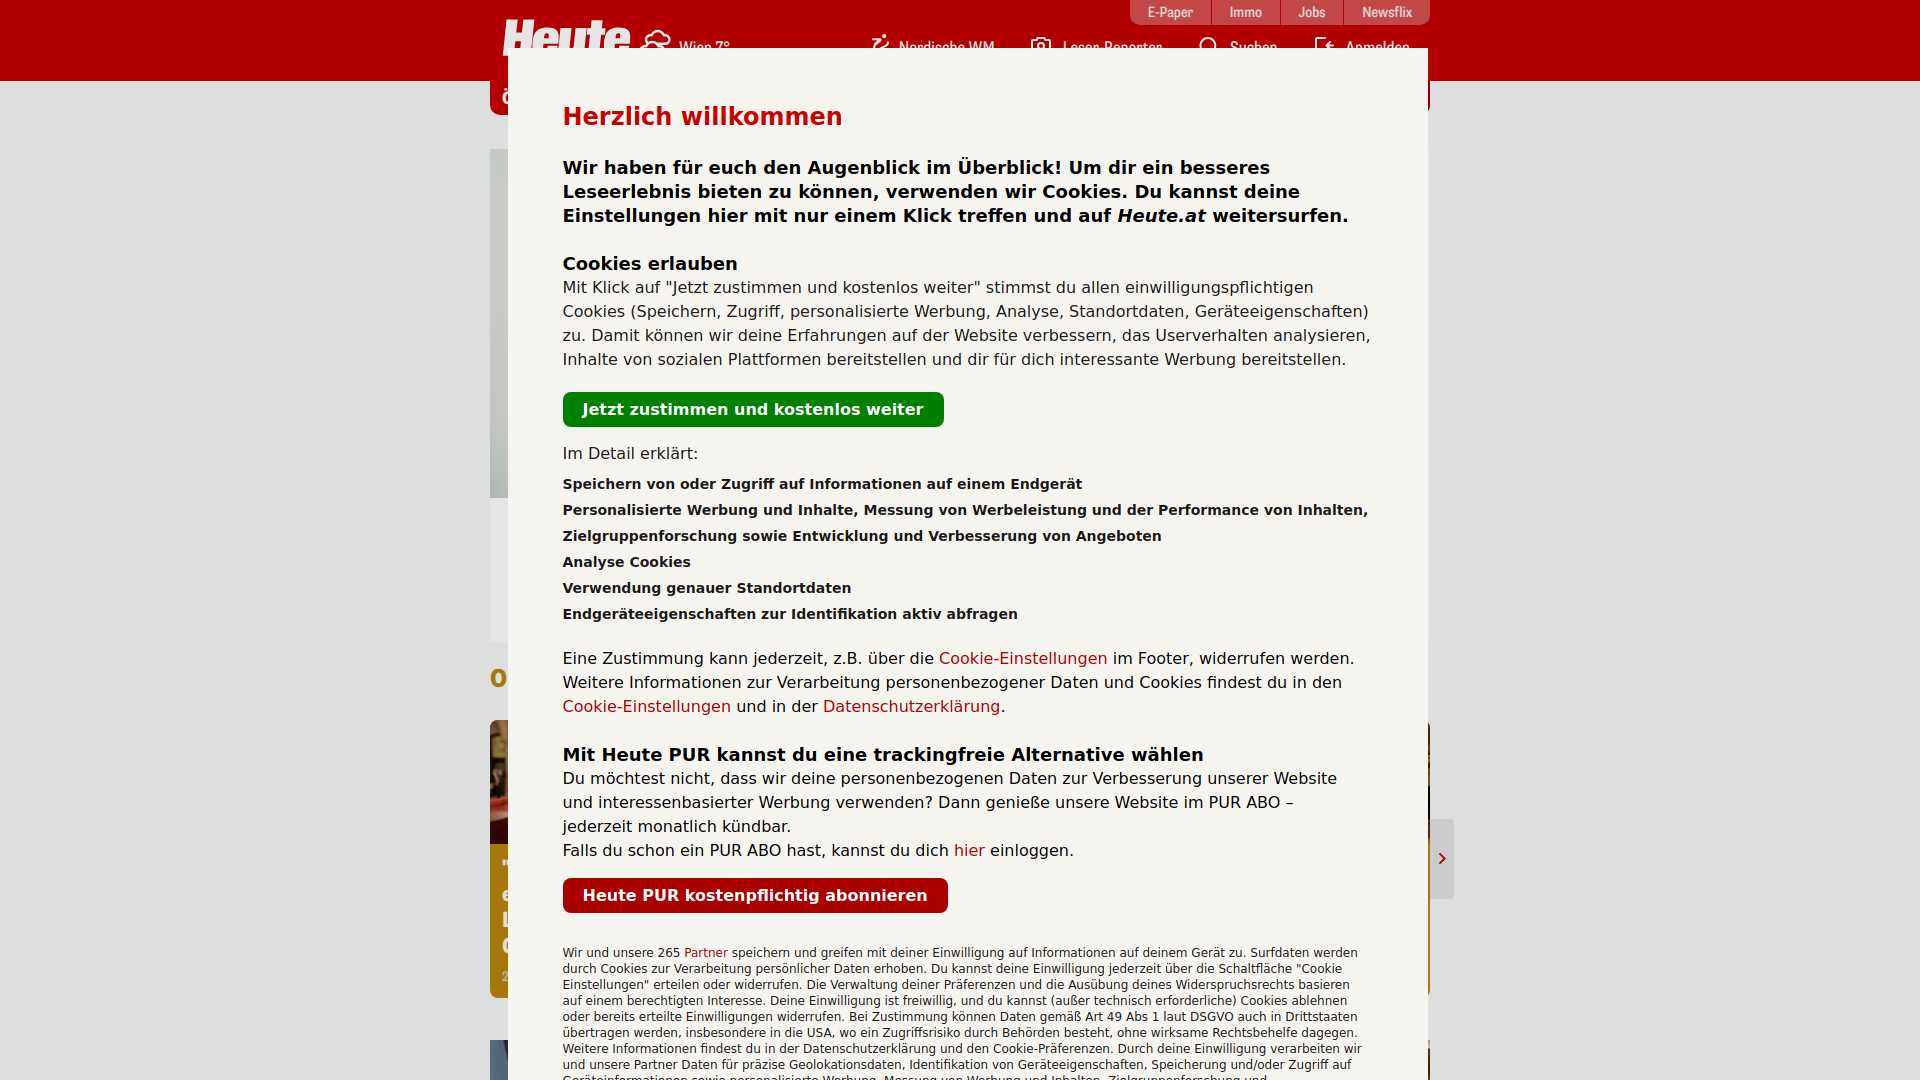 E-Paper
Immo
Jobs
Newsflix
Heute
Wien 7°
Nordische WM
Leser-Reporter
Suchen
Anmelden
Herzlich willkommen
Wir haben für euch den Augenblick im Überblick! Um dir ein besseres
Leseerlebnis bieten zu können, verwenden wir Cookies. Du kannst deine
Einstellungen hier mit nur einem Klick treffen und auf Heute.at weitersurfen.
Cookies erlauben
Mit Klick auf "Jetzt zustimmen und kostenlos weiter" stimmst du allen einwilligungspflichtigen
Cookies (Speichern, Zugriff, personalisierte Werbung, Analyse, Standortdaten, Geräteeigenschaften)
zu. Damit können wir deine Erfahrungen auf der Website verbessern, das Userverhalten analysieren,
Inhalte von sozialen Plattformen bereitstellen und dir für dich interessante Werbung bereitstellen.
Jetzt zustimmen und kostenlos weiter
Im Detail erklärt:
Speichern von oder Zugriff auf Informationen auf einem Endgerät
Personalisierte Werbung und Inhalte, Messung von Werbeleistung und der Performance von Inhalten,
Zielgruppenforschung sowie Entwicklung und Verbesserung von Angeboten
Analyse Cookies
Verwendung genauer Standortdaten
Endgeräteeigenschaften zur Identifikation aktiv abfragen
Eine Zustimmung kann jederzeit, z.B. über die Cookie-Einstellungen im Footer, widerrufen werden.
Weitere Informationen zur Verarbeitung personenbezogener Daten und Cookies findest du in den
Cookie-Einstellungen und in der Datenschutzerklärung.
Mit Heute PUR kannst du eine trackingfreie Alternative wählen
Du möchtest nicht, dass wir deine personenbezogenen Daten zur Verbesserung unserer Website
und interessenbasierter Werbung verwenden? Dann genieße unsere Website im PUR ABO –
jederzeit monatlich kündbar.
Falls du schon ein PUR ABO hast, kannst du dich hier einloggen.
Heute PUR kostenpflichtig abonnieren
Wir und unsere 265 Partner speichern und greifen mit deiner Einwilligung auf Informationen auf deinem Gerät zu. Surfdaten werden
durch Cookies zur Verarbeitung persönlicher Daten erhoben. Du kannst deine Einwilligung jederzeit über die Schaltfläche "Cookie
Einstellungen" erteilen oder widerrufen. Die Verwaltung deiner Präferenzen und die Ausübung deines Widerspruchsrechts basieren
auf einem berechtigten Interesse. Deine Einwilligung ist freiwillig, und du kannst (außer technisch erforderliche) Cookies ablehnen
oder bereits erteilte Einwilligungen widerrufen. Bei Zustimmung können Daten gemäß Art 49 Abs 1 laut DSGVO auch in Drittstaaten
übertragen werden, insbesondere in die USA, wo ein Zugriffsrisiko durch Behörden besteht, ohne wirksame Rechtsbehelfe dagegen.
Weitere Informationen findest du in der Datenschutzerklärung und den Cookie-Präferenzen. Durch deine Einwilligung verarbeiten wir
und unsere Partner Daten für präzise Geolokationsdaten, Identifikation von Geräteeigenschaften, Speicherung und/oder Zugriff auf
Geräteinformationen sowie personalisierte Werbung, Messung von Werbung und Inhalten, Zielgruppenforschung und